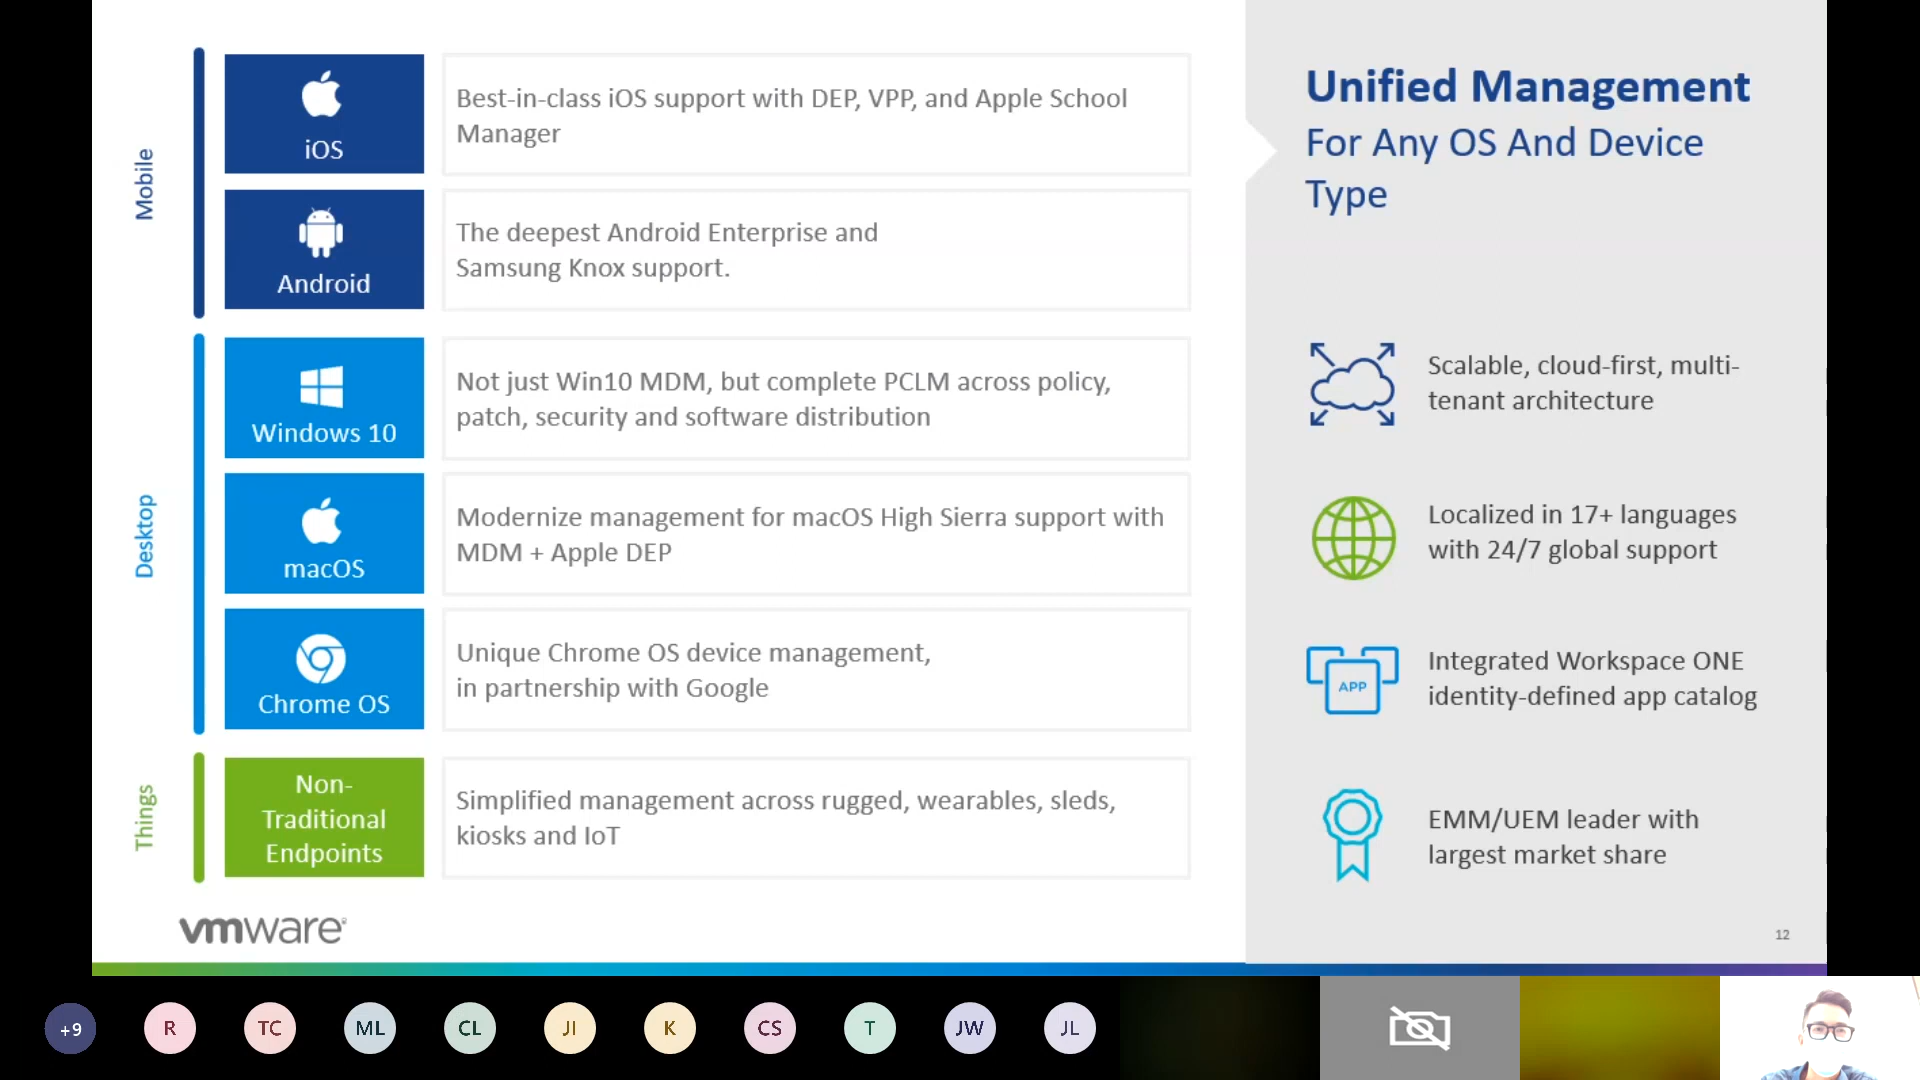 Mobile
iOS
Best-in-class iOS support with DEP, VPP, and Apple School
Manager
Android
The deepest Android Enterprise and
Samsung Knox support.
Desktop
Windows 10
Not just Win10 MDM, but complete PCLM across policy,
patch, security and software distribution
macOS
Modernize management for macOS High Sierra support with
MDM + Apple DEP
Chrome OS
Unique Chrome OS device management,
in partnership with Google
Things
Non-
Traditional
Endpoints
Simplified management across rugged, wearables, sleds,
kiosks and IoT
vmware®
Unified Management
For Any OS And Device
Type
Scalable, cloud-first, multi-
tenant architecture
Localized in 17+ languages
with 24/7 global support
APP
Integrated Workspace ONE
identity-defined app catalog
EMM/UEM leader with
largest market share
12
+9
R
TC
ML
CL
JI
K
CS
T
JW
JL